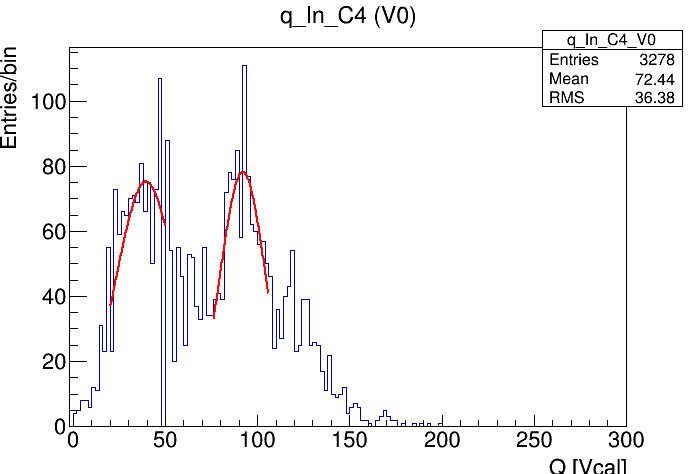 q_In_C4 (V0)
q_In_C4_V0
Entries 3278
Mean 72.44
RMS 36.38
Entries/bin
100
80
60
40
20
0
0 50 100 150 200 250 300
Q [Vcal]